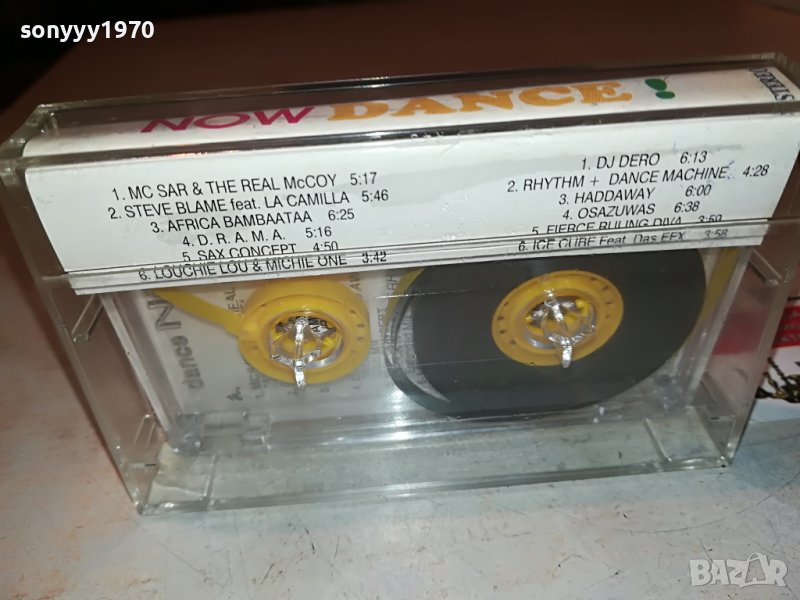 sonyyy1970
NOW DANCE!
STEREO
1. MC SAR & THE REAL McCOY 5:17
2. STEVE BLAME feat. LA CAMILLA 5:46
3. AFRICA BAMBAATAA 6:25
4. D. R. A. M. A. 5:16
5. SAX CONCEPT 4:50
6. LOUCHIE LOU & MICHIE ONE 3.42
1. DJ DERO 6:13
2. RHYTHM + DANCE MACHINE 4:28
3. HADDAWAY 6:00
4. OSAZUWAS 6:38
5. FIERCE RULING DIVA 3:59
6. ICE CUBE Feat. Das EFX 3:58
dance N
BAZAR